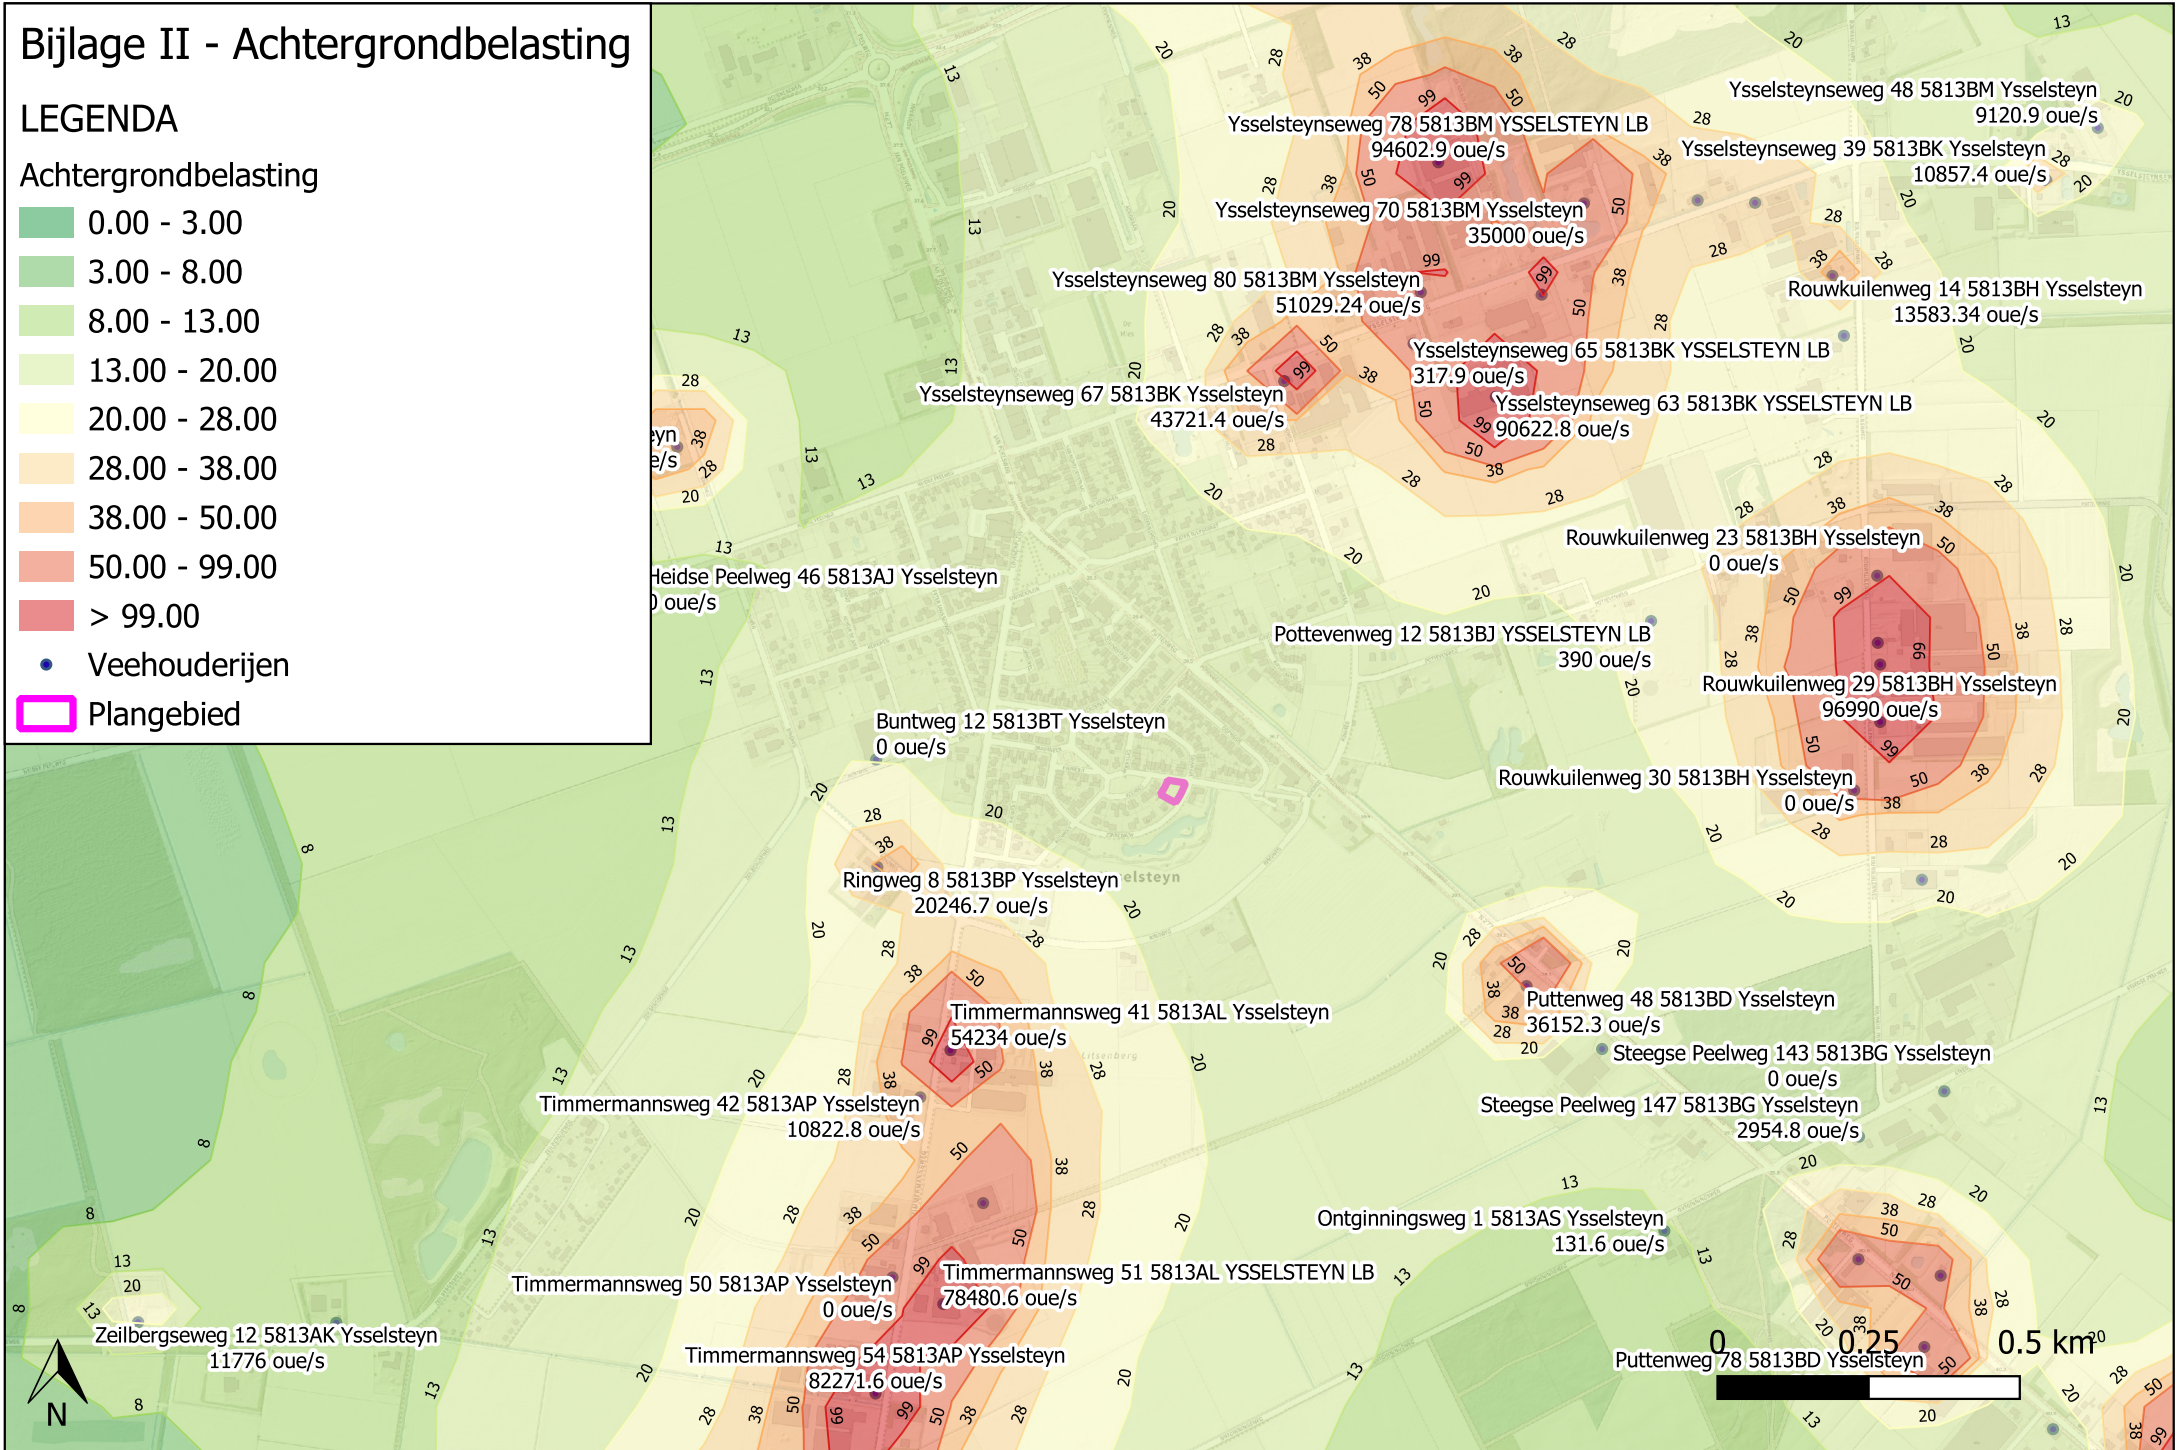 Bijlage II - Achtergrondbelasting
LEGENDA
Achtergrondbelasting
0.00 - 3.00
3.00 - 8.00
8.00 - 13.00
13.00 - 20.00
20.00 - 28.00
28.00 - 38.00
38.00 - 50.00
50.00 - 99.00
> 99.00
Veehouderijen
Plangebied
Ysselsteynseweg 48 5813BM Ysselsteyn
9120.9 oue/s
Ysselsteynseweg 78 5813BM YSSELSTEYN LB
94602.9 oue/s
Ysselsteynseweg 39 5813BK Ysselsteyn
10857.4 oue/s
Ysselsteynseweg 70 5813BM Ysselsteyn
35000 oue/s
Ysselsteynseweg 80 5813BM Ysselsteyn
51029.24 oue/s
Rouwkuilenweg 14 5813BH Ysselsteyn
13583.34 oue/s
Ysselsteynseweg 65 5813BK YSSELSTEYN LB
317.9 oue/s
Ysselsteynseweg 67 5813BK Ysselsteyn
43721.4 oue/s
Ysselsteynseweg 63 5813BK YSSELSTEYN LB
90622.8 oue/s
eyn
e/s
Rouwkuilenweg 23 5813BH Ysselsteyn
0 oue/s
Heidse Peelweg 46 5813AJ Ysselsteyn
0 oue/s
Pottevenweg 12 5813BJ YSSELSTEYN LB
390 oue/s
Rouwkuilenweg 29 5813BH Ysselsteyn
96990 oue/s
Buntweg 12 5813BT Ysselsteyn
0 oue/s
Rouwkuilenweg 30 5813BH Ysselsteyn
0 oue/s
Ringweg 8 5813BP Ysselsteyn
20246.7 oue/s
elsteyn
Puttenweg 48 5813BD Ysselsteyn
36152.3 oue/s
Timmermannsweg 41 5813AL Ysselsteyn
54234 oue/s
Litsenberg
Steegse Peelweg 143 5813BG Ysselsteyn
0 oue/s
Timmermannsweg 42 5813AP Ysselsteyn
10822.8 oue/s
Steegse Peelweg 147 5813BG Ysselsteyn
2954.8 oue/s
Ontginningsweg 1 5813AS Ysselsteyn
131.6 oue/s
Timmermannsweg 50 5813AP Ysselsteyn
0 oue/s
Timmermannsweg 51 5813AL YSSELSTEYN LB
78480.6 oue/s
Zeilbergseweg 12 5813AK Ysselsteyn
11776 oue/s
Timmermannsweg 54 5813AP Ysselsteyn
82271.6 oue/s
Puttenweg 78 5813BD Ysselsteyn
0 0.25 0.5 km
N